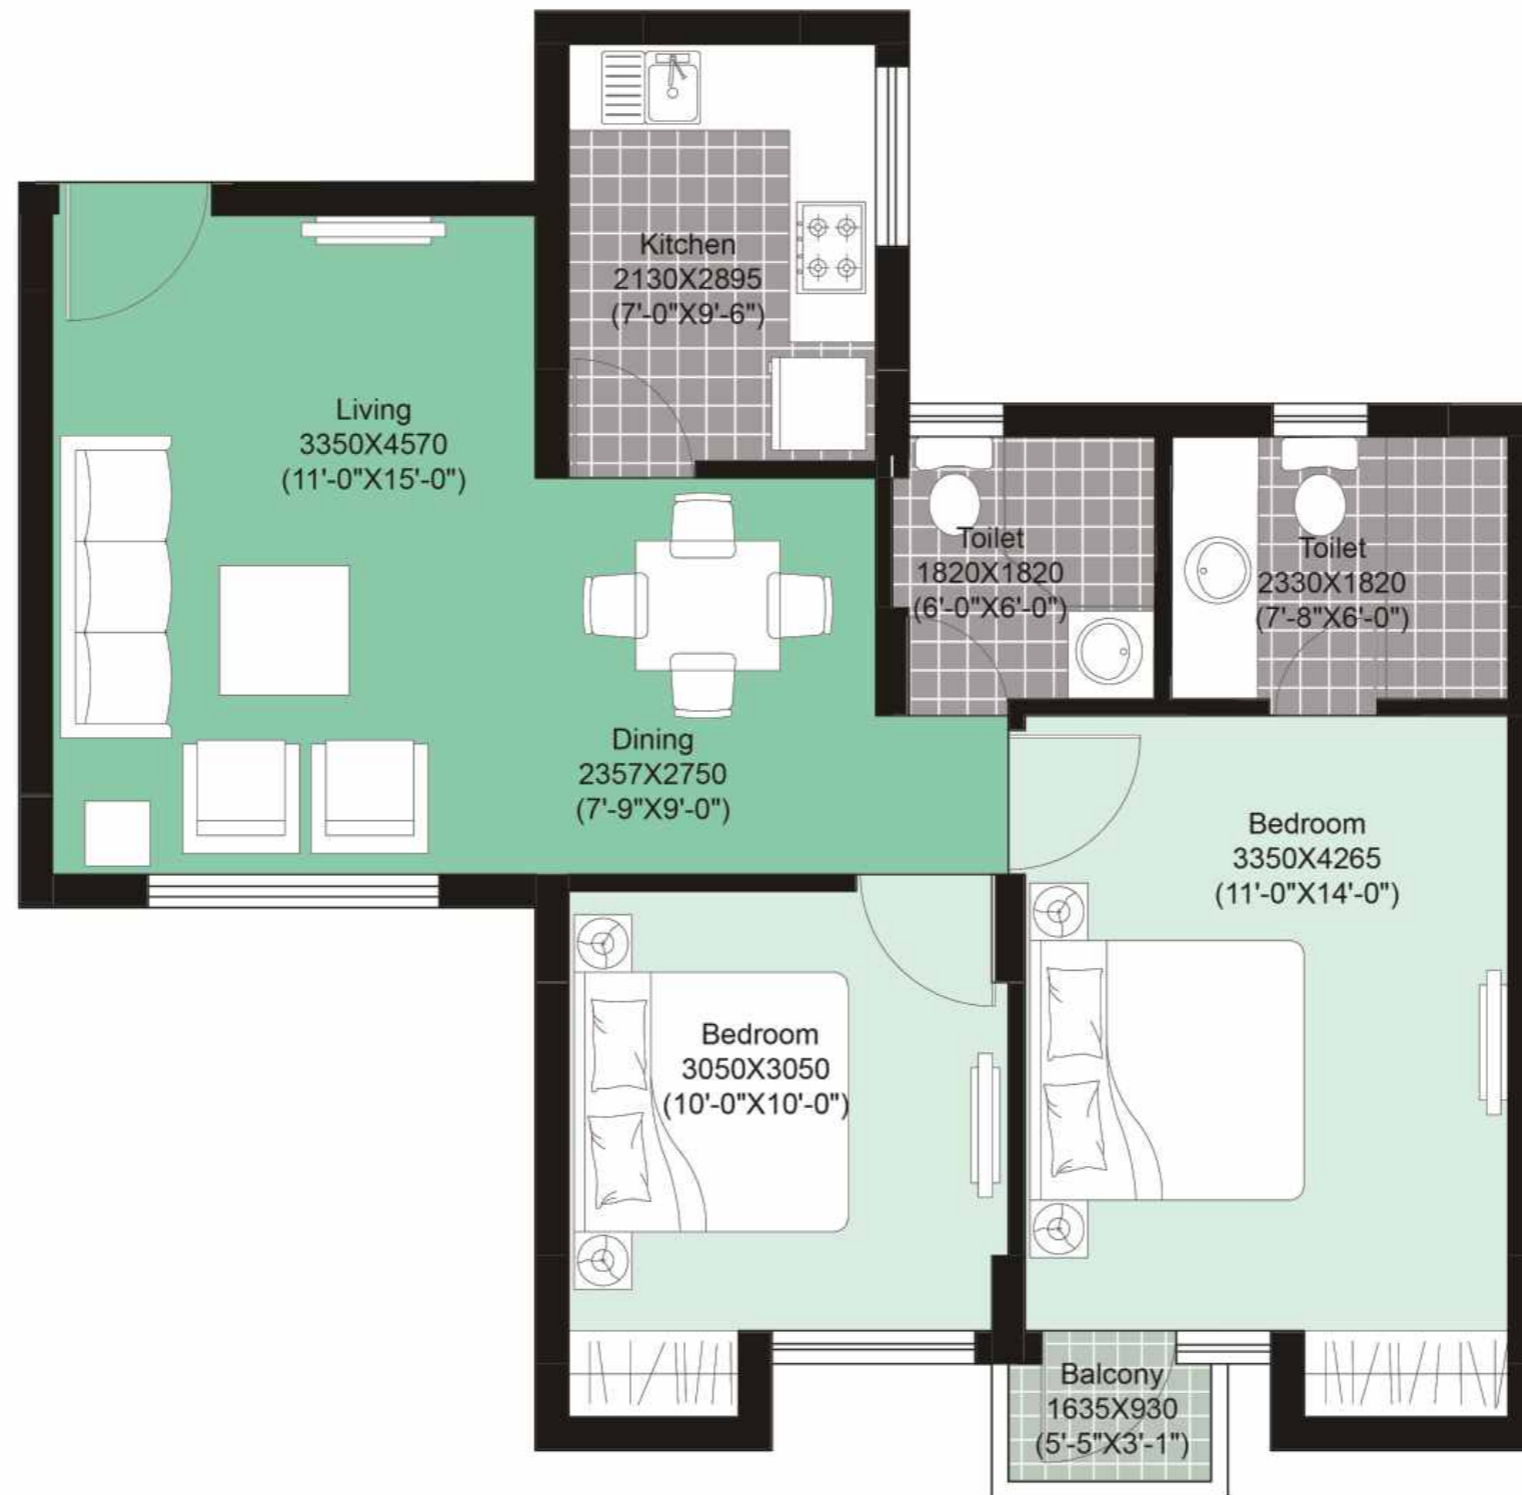 Kitchen
2130X2895
(7'-0"X9'-6")
Living
3350X4570
(11'-0"X15'-0")
Toilet
1820X1820
(6'-0"X6'-0")
Toilet
2330X1820
(7'-8"X6'-0")
Dining
2357X2750
(7'-9"X9'-0")
Bedroom
3350X4265
(11'-0"X14'-0")
Bedroom
3050X3050
(10'-0"X10'-0")
Balcony
1635X930
(5'-5"X3'-1")